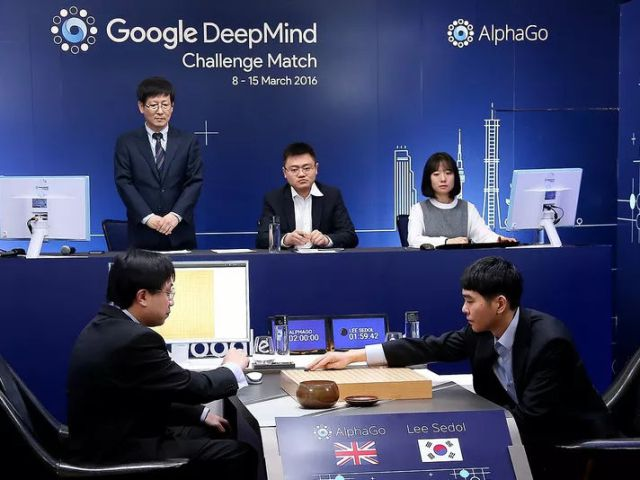 Google DeepMind
Challenge Match
8 - 15 March 2016
AlphaGo
ALPHAGO
02:00:00
LEE SEDOL
01:59:42
AlphaGo
Lee Sedol